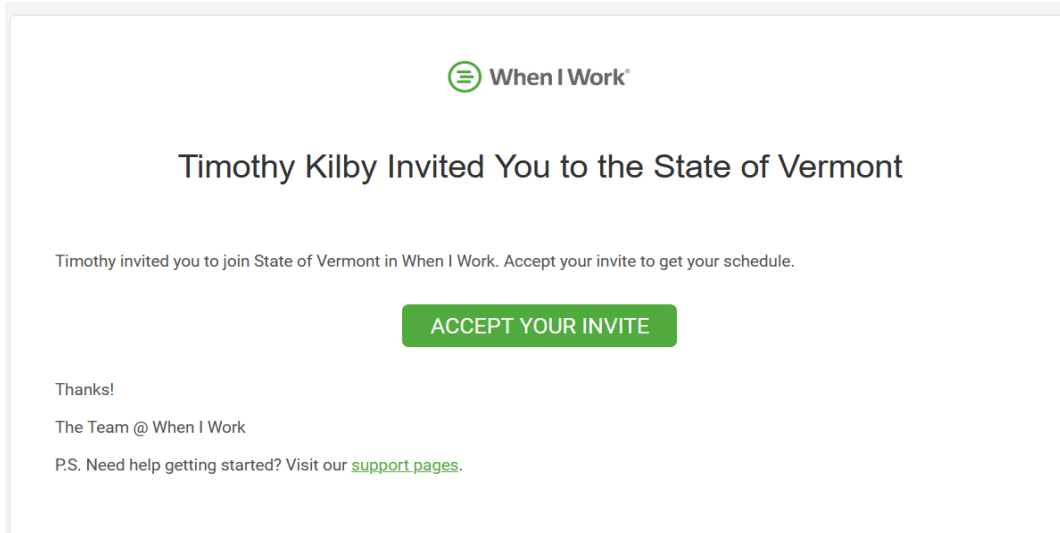 When I Work®
Timothy Kilby Invited You to the State of Vermont
Timothy invited you to join State of Vermont in When I Work. Accept your invite to get your schedule.
ACCEPT YOUR INVITE
Thanks!
The Team @ When I Work
P.S. Need help getting started? Visit our support pages.